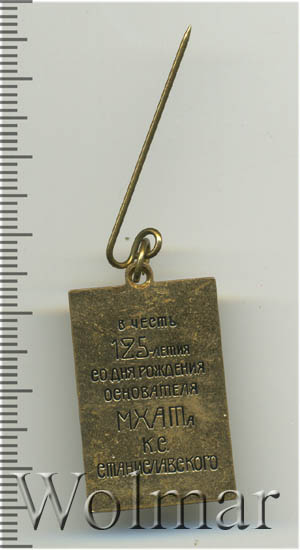 В ЧЕСТЬ
125-ЛЕТИЯ
СО ДНЯ РОЖДЕНИЯ
ОСНОВАТЕЛЯ
МХАТа
К.С.
СТАНИСЛАВСКОГО
Wolmar